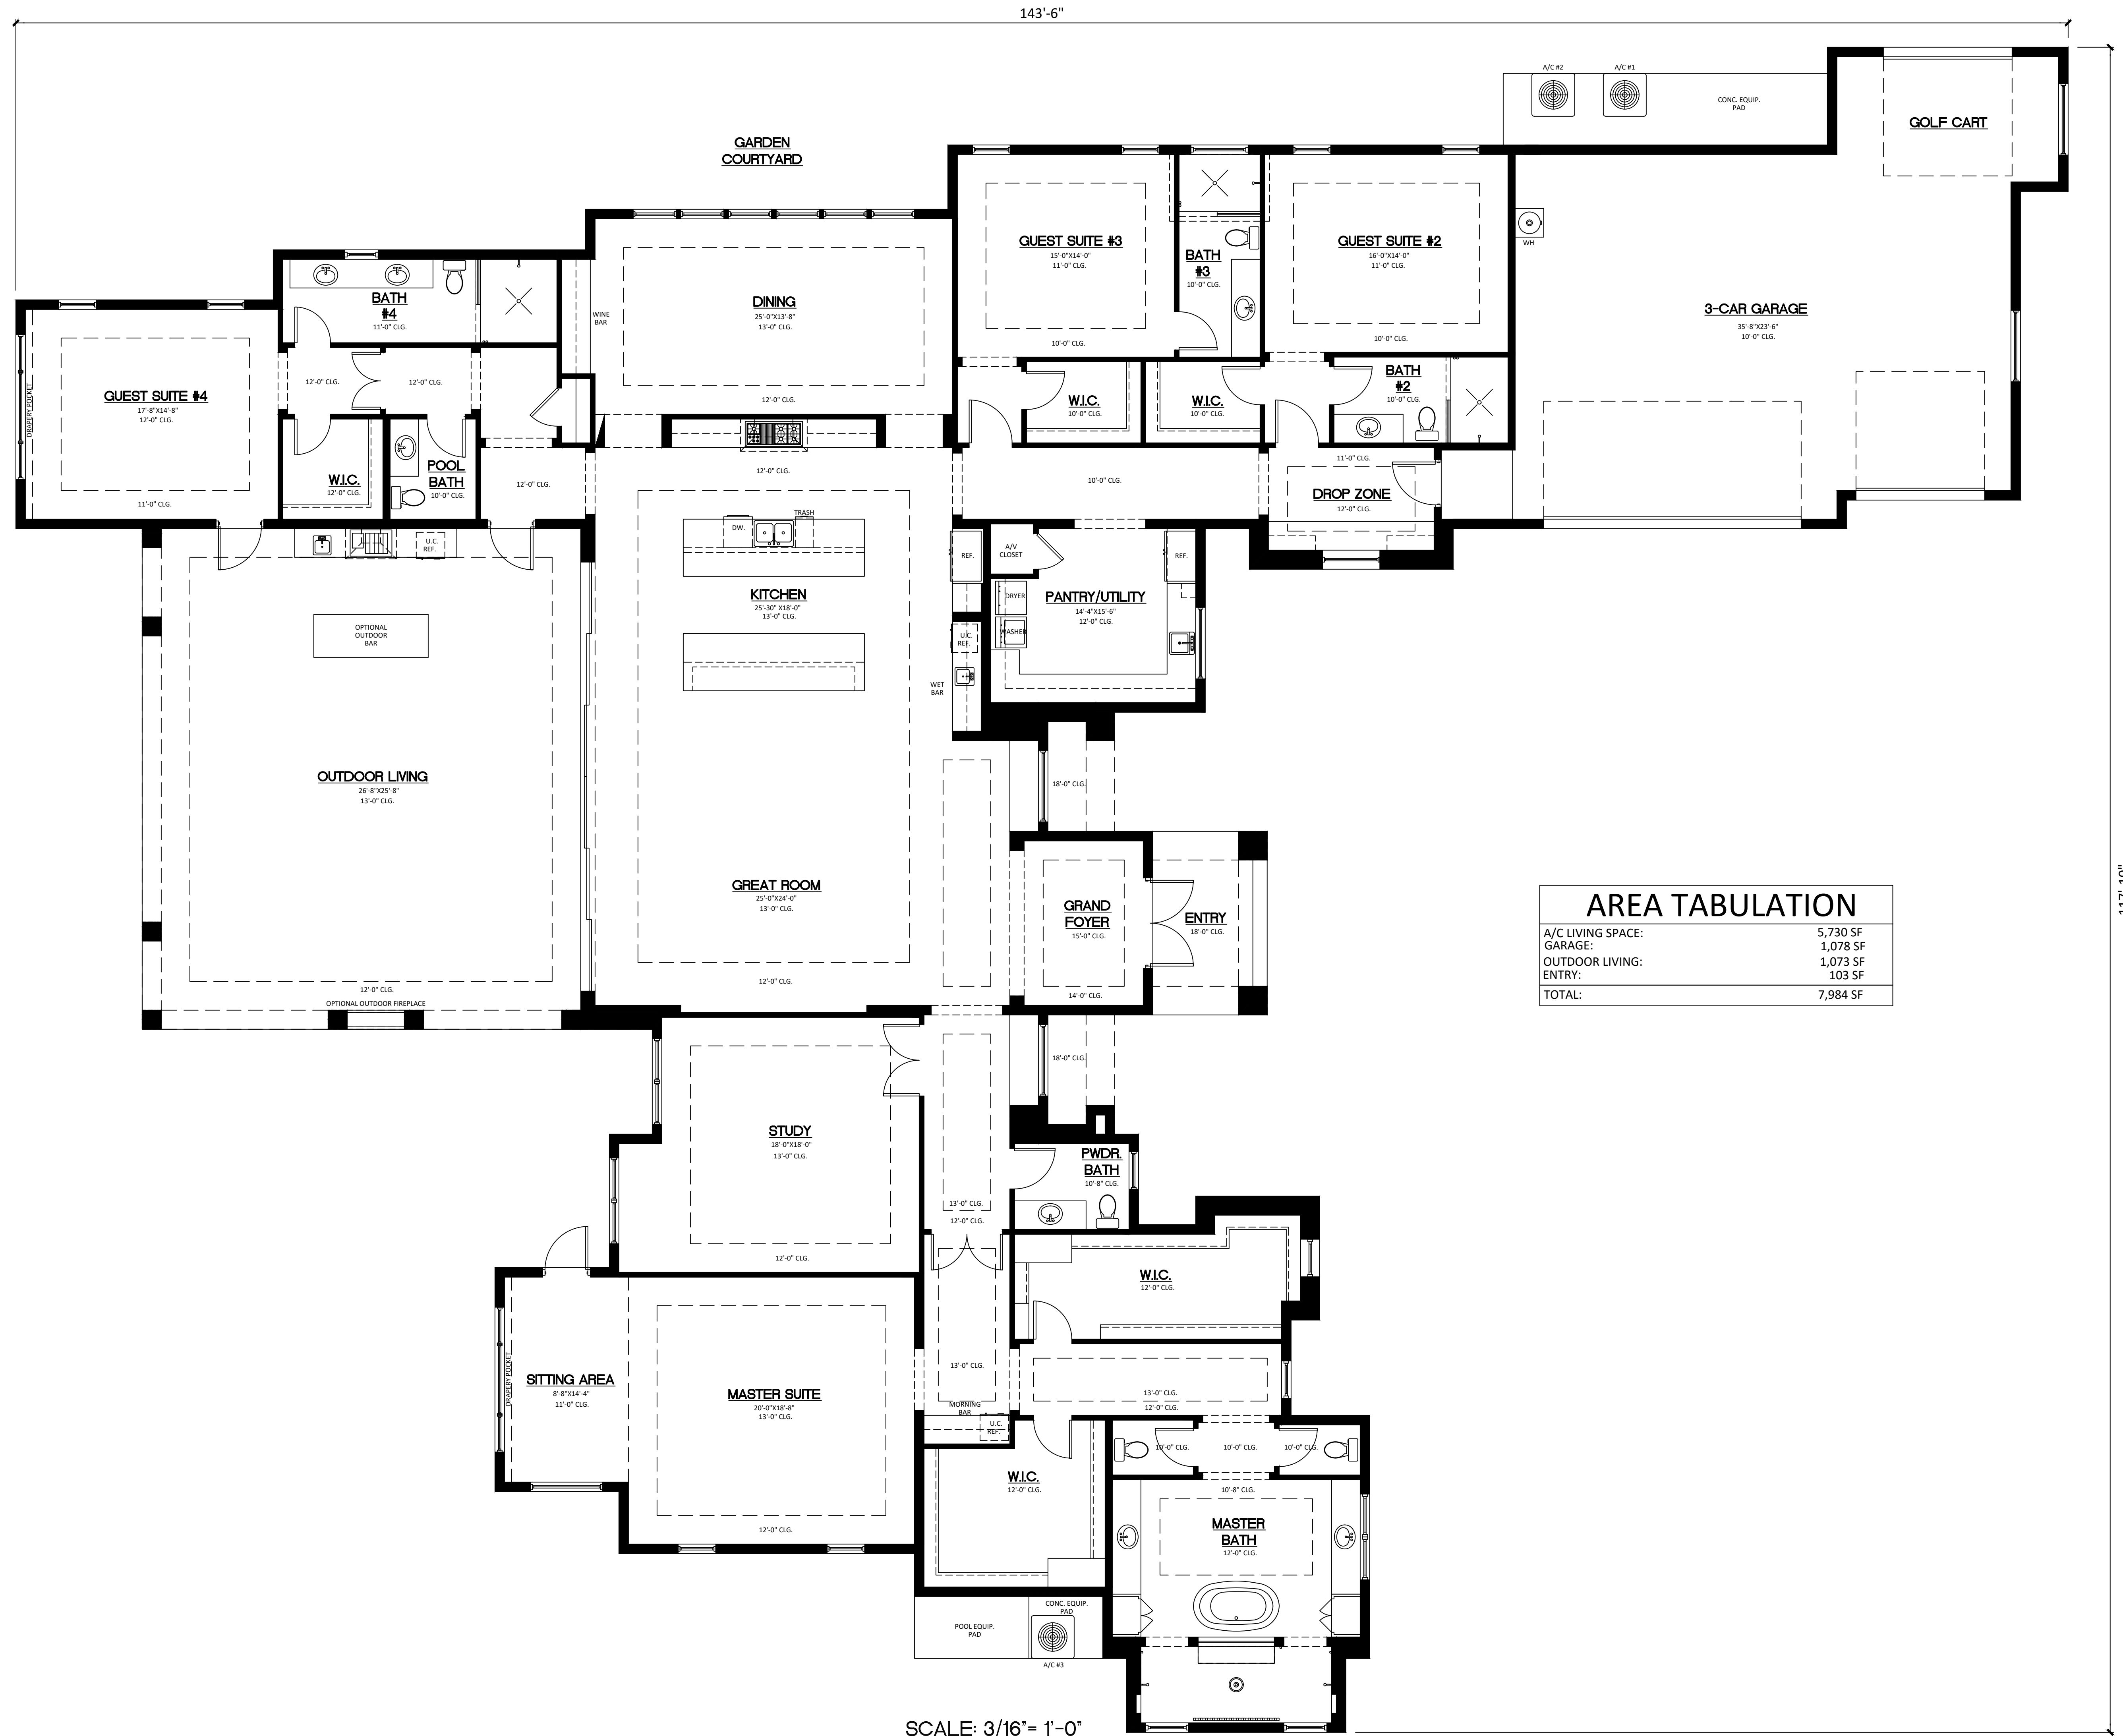 143'-6"
A/C #2
A/C #1
CONC. EQUIP.
PAD
GOLF CART
GARDEN
COURTYARD
GUEST SUITE #3
15'-0"X14'-0"
11'-0" CLG.
10'-0" CLG.
BATH
#3
10'-0" CLG.
GUEST SUITE #2
16'-0"X14'-0"
11'-0" CLG.
10'-0" CLG.
WH
3-CAR GARAGE
35'-8"X23'-6"
10'-0" CLG.
BATH
#4
11'-0" CLG.
WINE
BAR
DINING
25'-0"X13'-8"
13'-0" CLG.
12'-0" CLG.
DRAPERY POCKET
GUEST SUITE #4
17'-8"X14'-8"
12'-0" CLG.
11'-0" CLG.
12'-0" CLG.
12'-0" CLG.
W.I.C.
12'-0" CLG.
POOL
BATH
10'-0" CLG.
12'-0" CLG.
W.I.C.
10'-0" CLG.
W.I.C.
10'-0" CLG.
BATH
#2
10'-0" CLG.
12'-0" CLG.
10'-0" CLG.
11'-0" CLG.
DROP ZONE
12'-0" CLG.
U.C.
REF.
OPTIONAL
OUTDOOR
BAR
DW.
TRASH
KITCHEN
25'-30" X18'-0"
13'-0" CLG.
REF.
U.C.
REF.
WET
BAR
A/V
CLOSET
DRYER
WASHER
PANTRY/UTILITY
14'-4"X15'-6"
12'-0" CLG.
REF.
OUTDOOR LIVING
26'-8"X25'-8"
13'-0" CLG.
12'-0" CLG.
OPTIONAL OUTDOOR FIREPLACE
GREAT ROOM
25'-0"X24'-0"
13'-0" CLG.
12'-0" CLG.
18'-0" CLG.
GRAND
FOYER
15'-0" CLG.
14'-0" CLG.
ENTRY
18'-0" CLG.
117'-10"
AREA TABULATION
A/C LIVING SPACE: 5,730 SF
GARAGE: 1,078 SF
OUTDOOR LIVING: 1,073 SF
ENTRY: 103 SF
TOTAL: 7,984 SF
18'-0" CLG.
STUDY
18'-0"X18'-0"
13'-0" CLG.
12'-0" CLG.
13'-0" CLG.
12'-0" CLG.
PWDR.
BATH
10'-8" CLG.
W.I.C.
12'-0" CLG.
DRAPERY POCKET
SITTING AREA
8'-8"X14'-4"
11'-0" CLG.
MASTER SUITE
20'-0"X18'-8"
13'-0" CLG.
12'-0" CLG.
13'-0" CLG.
MORNING
BAR
U.C.
REF.
13'-0" CLG.
12'-0" CLG.
10'-0" CLG.
10'-0" CLG.
10'-0" CLG.
W.I.C.
12'-0" CLG.
10'-8" CLG.
MASTER
BATH
12'-0" CLG.
POOL EQUIP.
PAD
CONC. EQUIP.
PAD
A/C #3
SCALE: 3/16"= 1'-0"